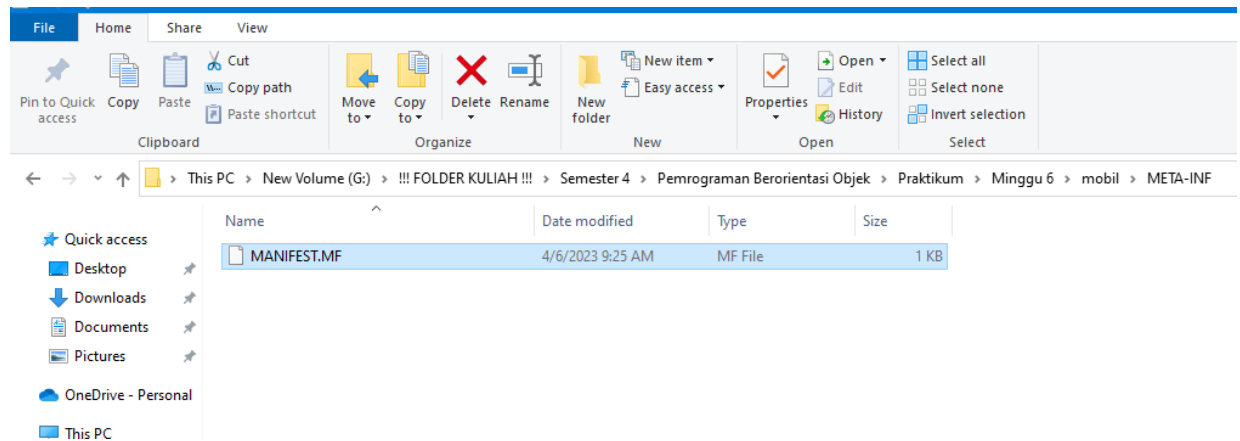 File Home Share View
Pin to Quick access
Copy
Paste
Cut
Copy path
Paste shortcut
Clipboard
Move to
Copy to
Delete
Rename
Organize
New folder
New item
Easy access
New
Properties
Open
Edit
History
Open
Select all
Select none
Invert selection
Select
This PC > New Volume (G:) > !!! FOLDER KULIAH !!! > Semester 4 > Pemrograman Berorientasi Objek > Praktikum > Minggu 6 > mobil > META-INF
Name Date modified Type Size
MANIFEST.MF 4/6/2023 9:25 AM MF File 1 KB
Quick access
Desktop
Downloads
Documents
Pictures
OneDrive - Personal
This PC